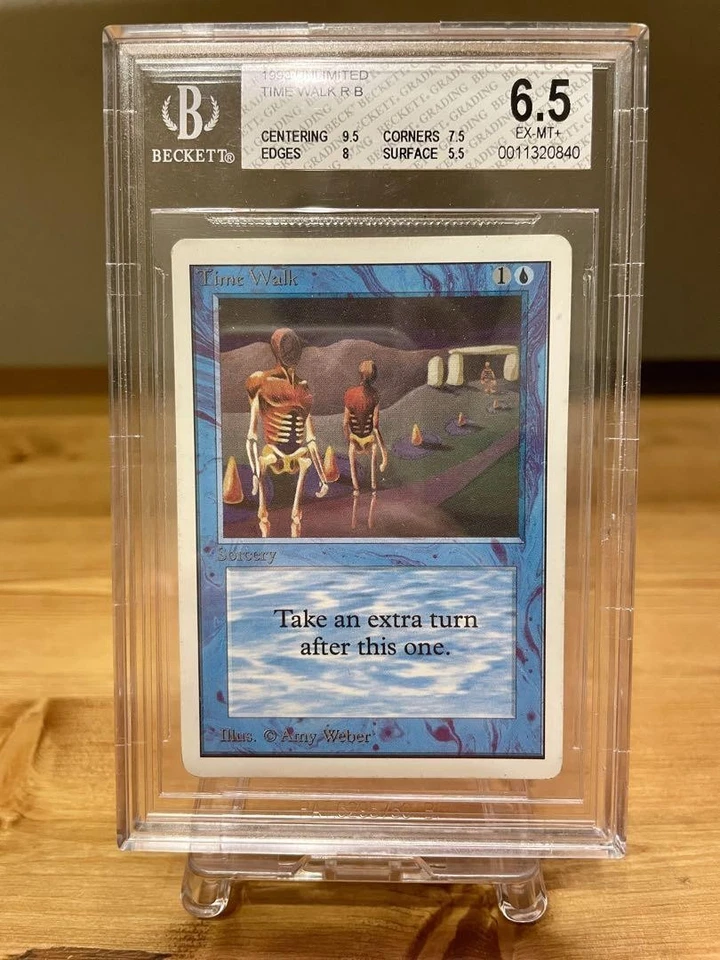 1993 UNLIMITED
TIME WALK R B
CENTERING 9.5 CORNERS 7.5
EDGES 8 SURFACE 5.5
6.5
EX-MT+
0011320840
B
BECKETT®
Time Walk
1
Sorcery
Take an extra turn
after this one.
Illus. © Amy Weber